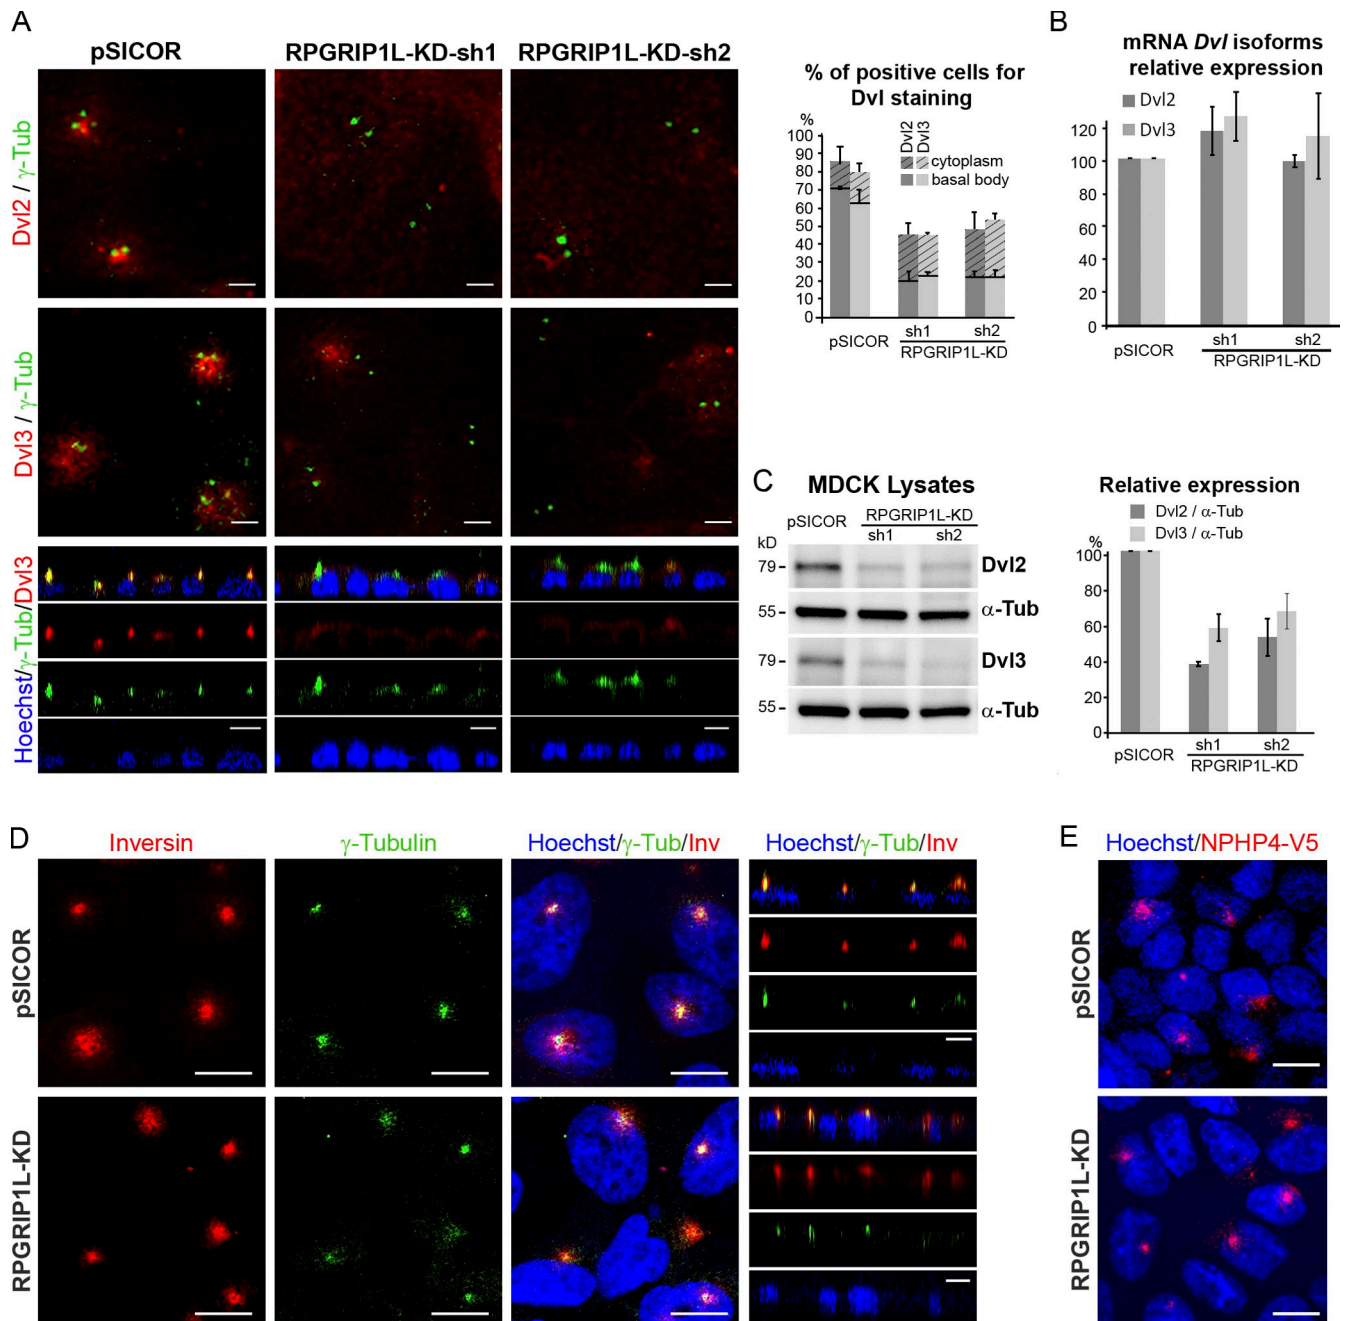 A
pSICOR
RPGRIP1L-KD-sh1
RPGRIP1L-KD-sh2
Dvl2 / γ-Tub
Dvl3 / γ-Tub
Hoechst/γ-Tub/Dvl3
% of positive cells for
Dvl staining
%
100
90
80
70
60
50
40
30
20
10
0
Dvl2
Dvl3
cytoplasm
basal body
pSICOR
sh1
sh2
RPGRIP1L-KD
B
mRNA Dvl isoforms
relative expression
Dvl2
Dvl3
120
100
80
60
40
20
0
pSICOR
sh1
sh2
RPGRIP1L-KD
C
MDCK Lysates
pSICOR
RPGRIP1L-KD
kD
sh1
sh2
79
Dvl2
55
α-Tub
79
Dvl3
55
α-Tub
Relative expression
Dvl2 / α-Tub
Dvl3 / α-Tub
%
100
80
60
40
20
0
pSICOR
sh1
sh2
RPGRIP1L-KD
D
Inversin
γ-Tubulin
Hoechst/γ-Tub/Inv
Hoechst/γ-Tub/Inv
pSICOR
RPGRIP1L-KD
E
Hoechst/NPHP4-V5
pSICOR
RPGRIP1L-KD